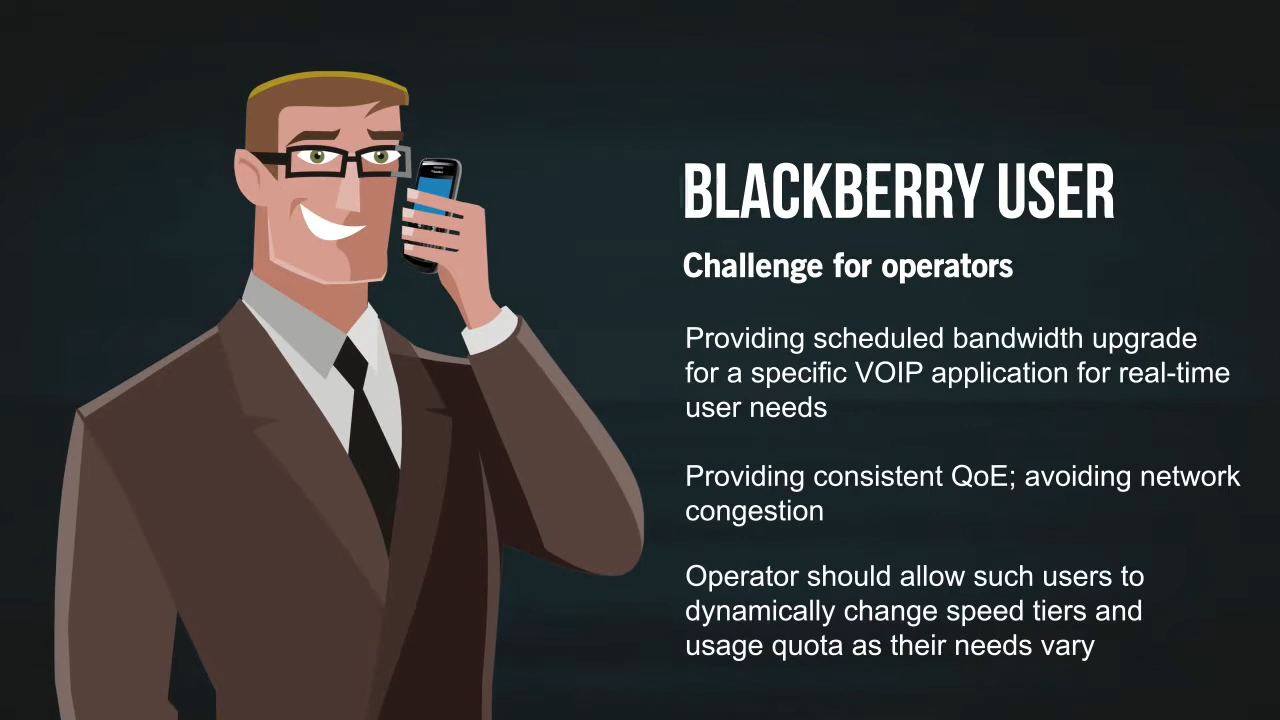 BLACKBERRY USER
Challenge for operators
Providing scheduled bandwidth upgrade
for a specific VOIP application for real-time
user needs
Providing consistent QoE; avoiding network
congestion
Operator should allow such users to
dynamically change speed tiers and
usage quota as their needs vary